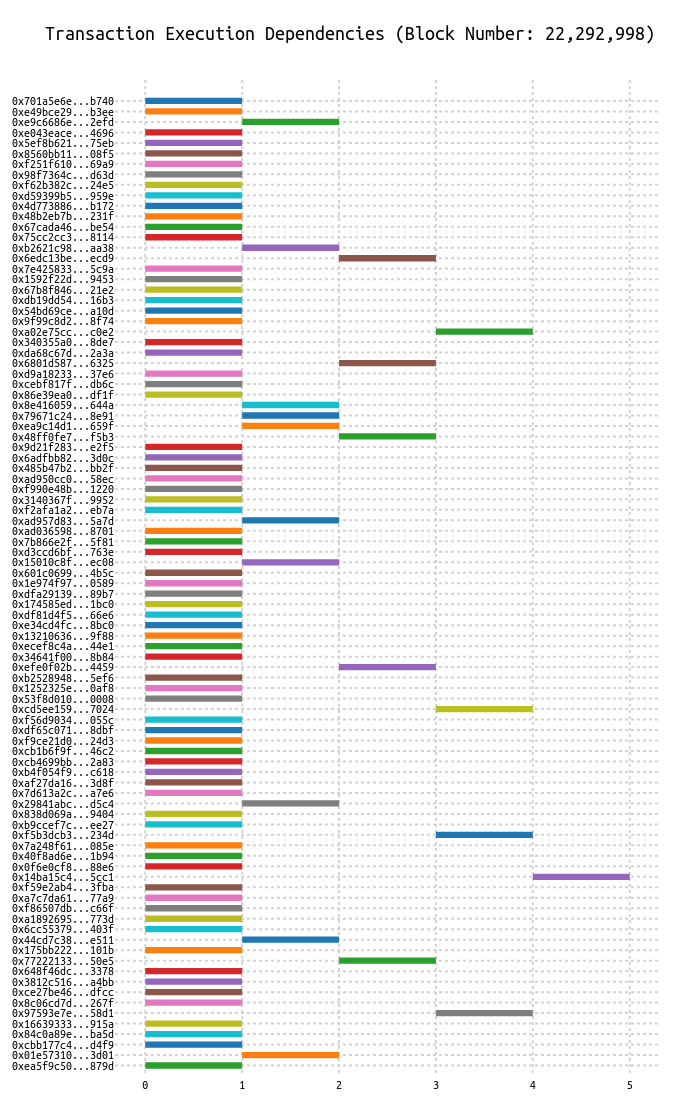 Transaction Execution Dependencies (Block Number: 22,292,998)
0x701a5e6e...b740
0xe49bce29...b3ee
0xe9c6686e...2efd
0xe043eace...4696
0x5ef8b621...75eb
0x8560bb11...08f5
0xf251f610...69a9
0x98f7364c...d63d
0xf62b382c...24e5
0xd59399b5...959e
0x4d773886...b172
0x48b2eb7b...231f
0x67cada46...be54
0x75cc2cc3...8114
0xb2621c98...aa38
0x6edc13be...ecd9
0x7e425833...5c9a
0x1592f22d...9453
0x67b8f846...21e2
0xdb19dd54...16b3
0x54bd69ce...a10d
0x9f99c8d2...8f74
0xa02e75cc...c0e2
0x340355a0...8de7
0xda68c67d...2a3a
0x6801d587...6325
0xd9a18233...37e6
0xcebf817f...db6c
0x86e39ea0...df1f
0x8e416059...644a
0x79671c24...8e91
0xea9c14d1...659f
0x48ff0fe7...f5b3
0x9d21f283...e2f5
0x6adfbb82...3d0c
0x485b47b2...bb2f
0xad950cc0...58ec
0xf990e48b...1220
0x3140367f...9952
0xf2afa1a2...eb7a
0xad957d83...5a7d
0xad036598...8701
0x7b866e2f...5f81
0xd3ccd6bf...763e
0x15010c8f...ec08
0x601c0699...4b5c
0x1e974f97...0589
0xdfa29139...89b7
0x174585ed...1bc0
0xdf81d4f5...66e6
0xe34cd4fc...8bc0
0x13210636...9f88
0xecef8c4a...44e1
0x34641f00...8b84
0xefe0f02b...4459
0xb2528948...5ef6
0x1252325e...0af8
0x53f8d010...0008
0xcd5ee159...7024
0xf56d9034...055c
0xdf65c071...8dbf
0xf9ce21d0...24d3
0xcb1b6f9f...46c2
0xcb4699bb...2a83
0xb4f054f9...c618
0xaf27da16...3d8f
0x7d613a2c...a7e6
0x29841abc...d5c4
0x838d069a...9404
0xb9ccef7c...ee27
0xf5b3dcb3...234d
0x7a248f61...085e
0x40f8ad6e...1b94
0x0f6e0cf8...88e6
0x14ba15c4...5cc1
0xf59e2ab4...3fba
0xa7c7da61...77a9
0xf86507db...c66f
0xa1892695...773d
0x6cc55379...403f
0x44cd7c38...e511
0x175bb222...101b
0x77222133...50e5
0x648f46dc...3378
0x3812c516...a4bb
0xce27be46...dfcc
0x8c06cd7d...267f
0x97593e7e...58d1
0x16639333...915a
0x84c0a89e...ba5d
0xcbb177c4...d4f9
0x01e57310...3d01
0xea5f9c50...879d
0 1 2 3 4 5